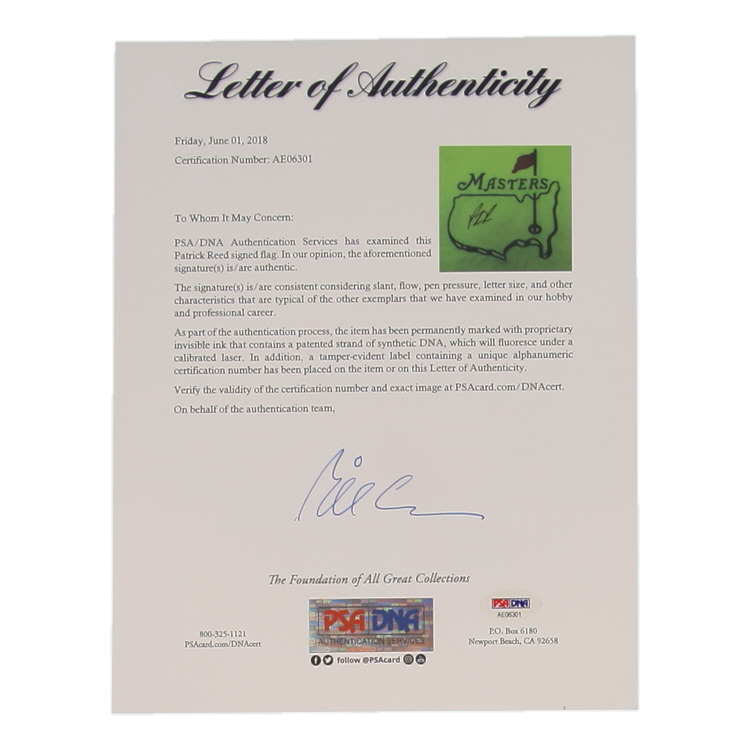 Letter of Authenticity
Friday, June 01, 2018
Certification Number: AE06301
MASTERS
To Whom It May Concern:
PSA/DNA Authentication Services has examined this
Patrick Reed signed flag. In our opinion, the aforementioned
signature(s) is/are authentic.
The signature(s) is/are consistent considering slant, flow, pen pressure, letter size, and other
characteristics that are typical of the other exemplars that we have examined in our hobby
and professional career.
As part of the authentication process, the item has been permanently marked with proprietary
invisible ink that contains a patented strand of synthetic DNA, which will fluoresce under a
calibrated laser. In addition, a tamper-evident label containing a unique alphanumeric
certification number has been placed on the item or on this Letter of Authenticity.
Verify the validity of the certification number and exact image at PSAcard.com/DNAcert.
On behalf of the authentication team,
The Foundation of All Great Collections
800-325-1121
PSAcard.com/DNAcert
PSA DNA
AUTHENTICATION SERVICES
follow @PSAcard
PSA DNA
AE06301
P.O. Box 6180
Newport Beach, CA 92658